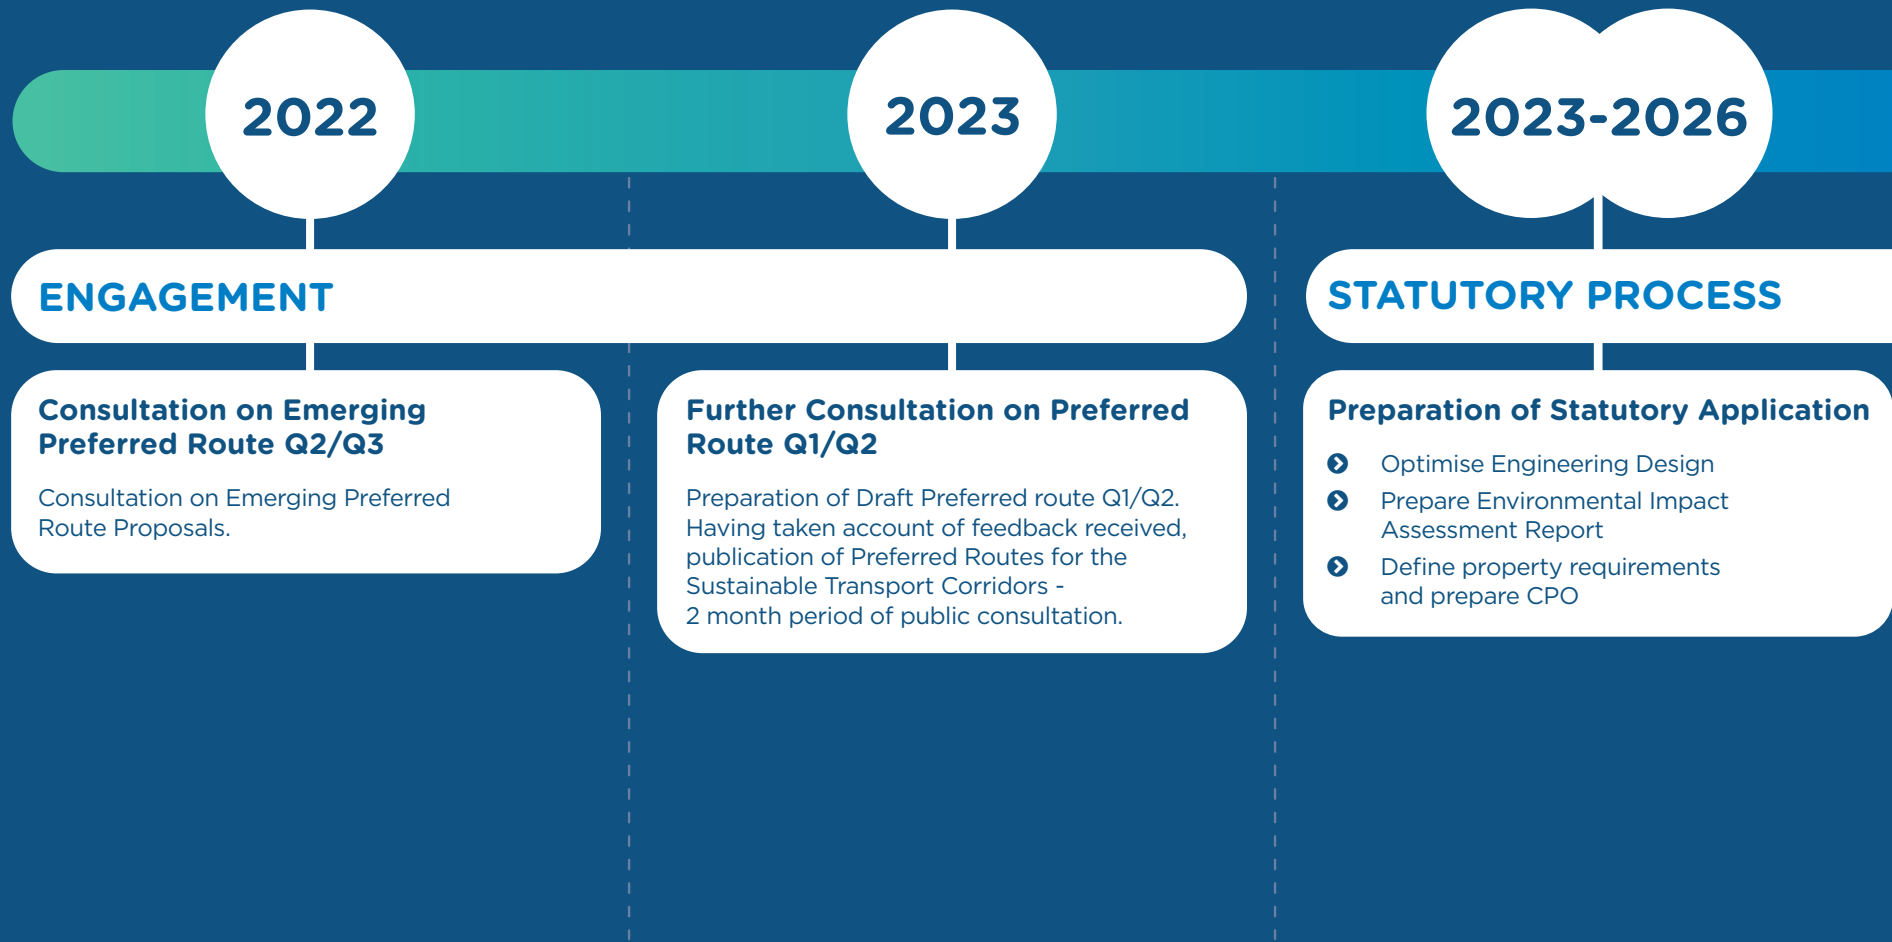 2022
2023
2023-2026
ENGAGEMENT
STATUTORY PROCESS
Consultation on Emerging
Preferred Route Q2/Q3
Consultation on Emerging Preferred
Route Proposals.
Further Consultation on Preferred
Route Q1/Q2
Preparation of Draft Preferred route Q1/Q2.
Having taken account of feedback received,
publication of Preferred Routes for the
Sustainable Transport Corridors -
2 month period of public consultation.
Preparation of Statutory Application
Optimise Engineering Design
Prepare Environmental Impact
Assessment Report
Define property requirements
and prepare CPO